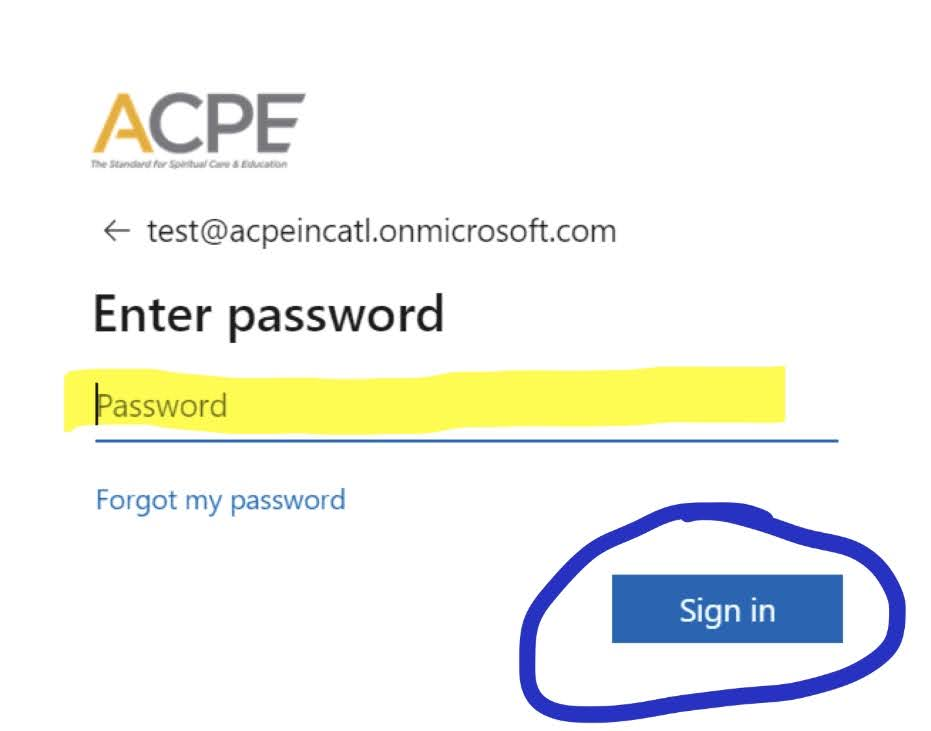 ACPE
The Standard for Spiritual Care & Education
← test@acpeincatl.onmicrosoft.com
Enter password
Password
Forgot my password
Sign in